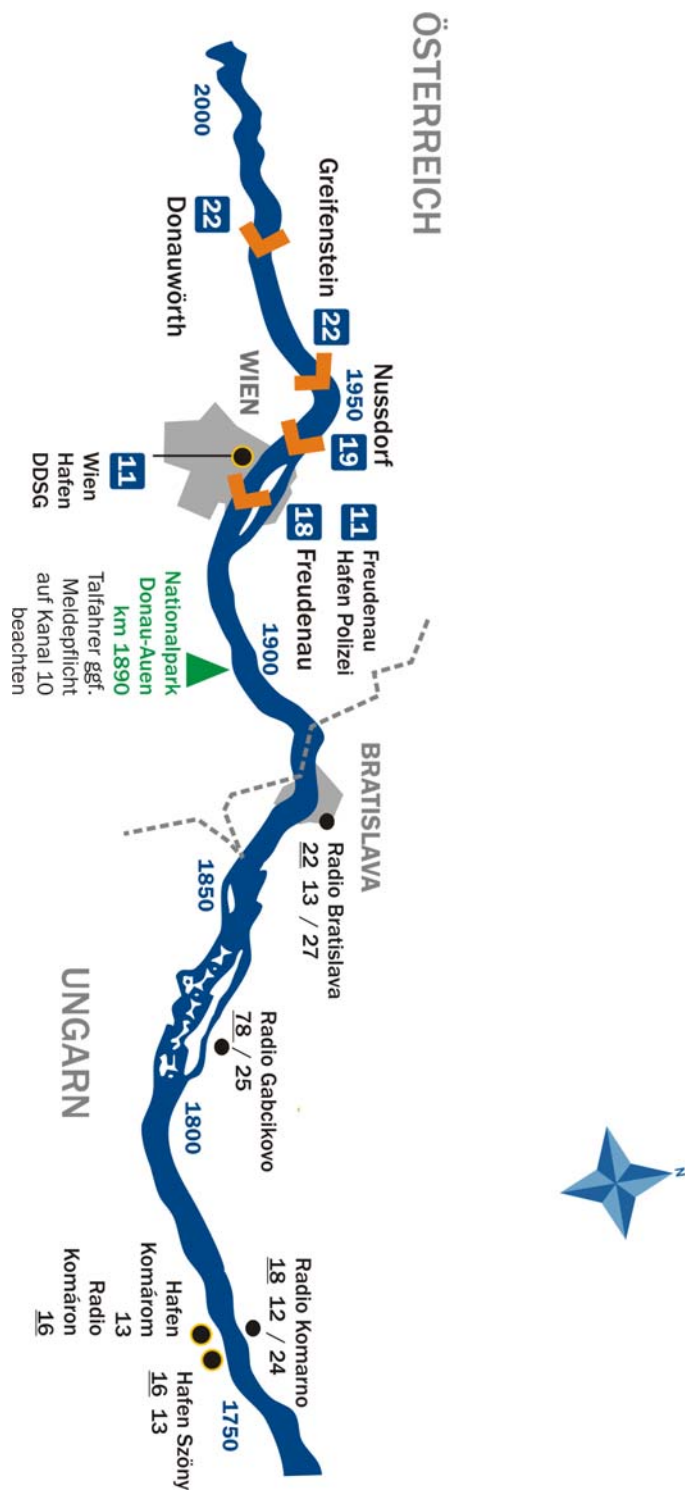 ÖSTERREICH
2000
22
Donauwörth
Greifenstein
22
1950
Nussdorf
19
WIEN
11
Wien
Hafen
DDSG
11
Freudenau
Hafen Polizei
18
Freudenau
1900
Nationalpark
Donau-Auen
km 1890
Talfahrer ggf.
Meldepflicht
auf Kanal 10
beachten
BRATISLAVA
Radio Bratislava
22 13 / 27
1850
UNGARN
Radio Gabcikovo
78 / 25
1800
Radio Komarno
18 12 / 24
Hafen
Komárom
13
Radio
Komáron
16
Hafen Szöny
16 13
1750
N